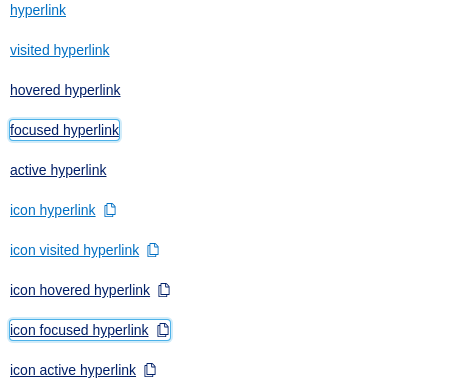 hyperlink
visited hyperlink
hovered hyperlink
focused hyperlink
active hyperlink
icon hyperlink
icon visited hyperlink
icon hovered hyperlink
icon focused hyperlink
icon active hyperlink